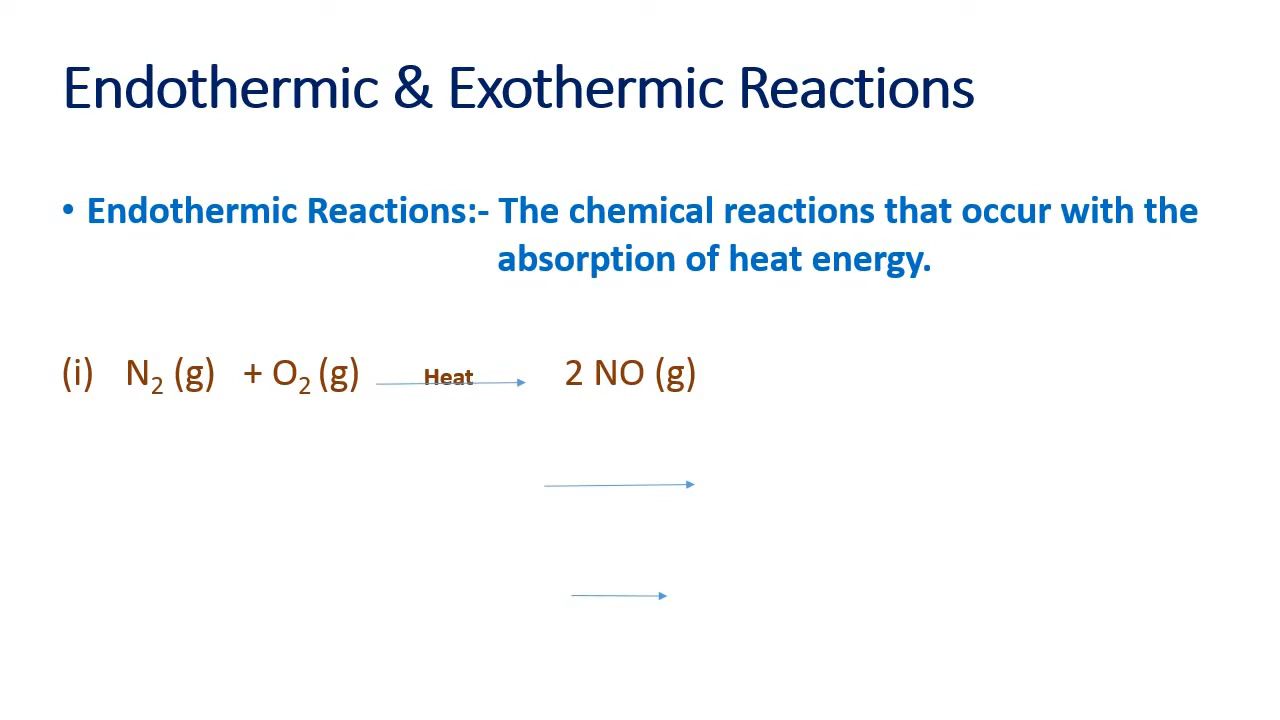 Endothermic & Exothermic Reactions
• Endothermic Reactions:- The chemical reactions that occur with the
absorption of heat energy.
(i) N₂ (g) + O₂ (g) Heat 2 NO (g)